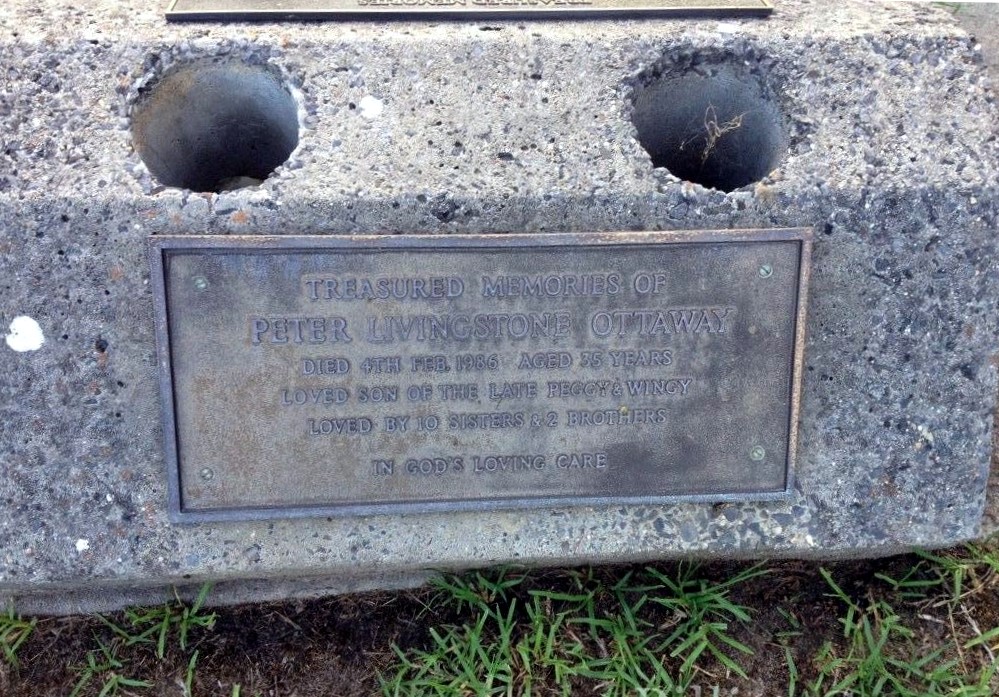 TREASURED MEMORIES OF
PETER LIVINGSTONE OTTAWAY
DIED 4TH FEB. 1986 AGED 35 YEARS
LOVED SON OF THE LATE PEGGY & WINGY
LOVED BY 10 SISTERS & 2 BROTHERS
IN GOD'S LOVING CARE